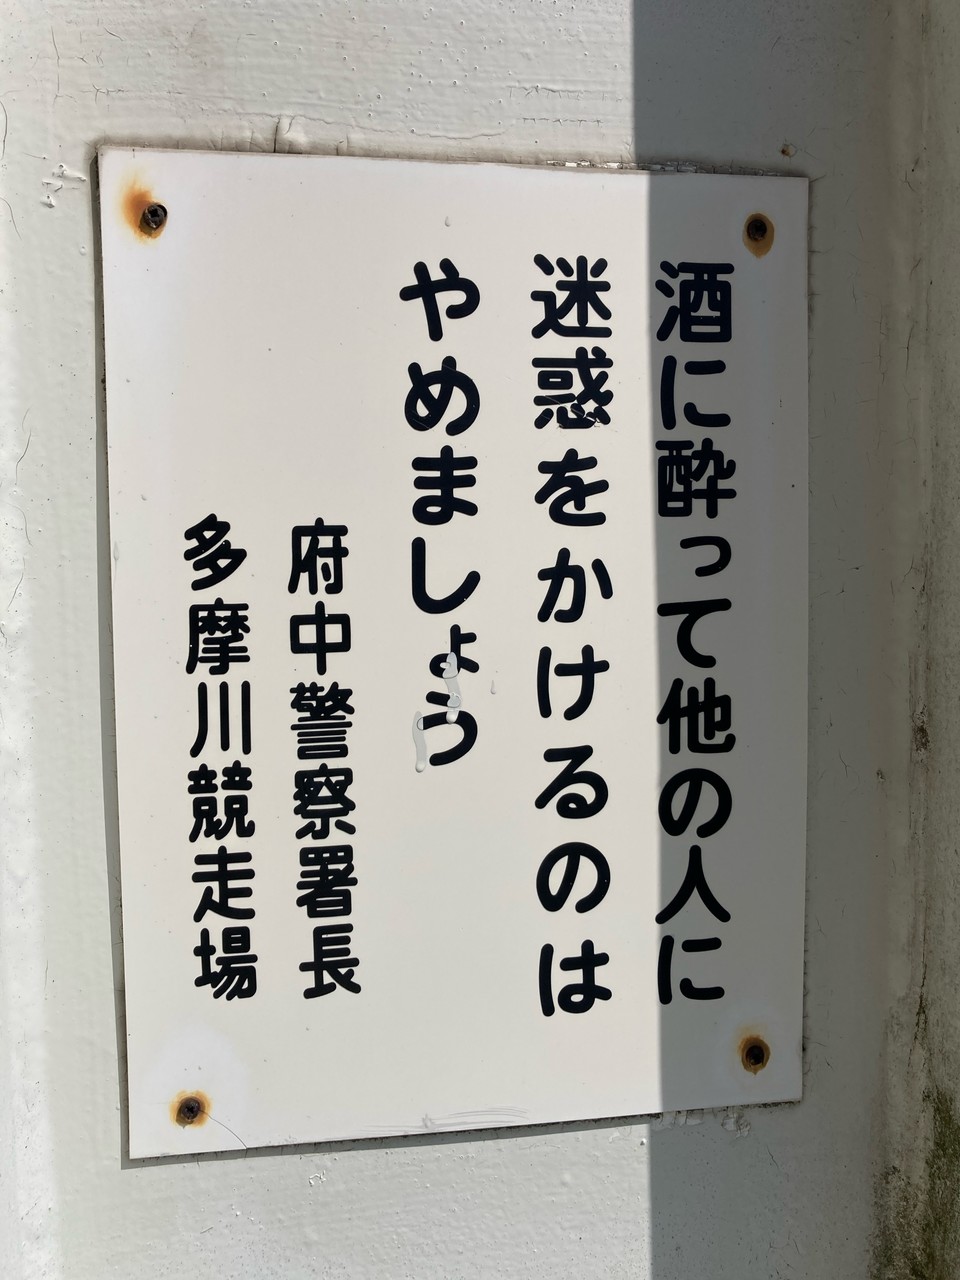 酒に酔って他の人に
迷惑をかけるのは
やめましょう
府中警察署長
多摩川競走場